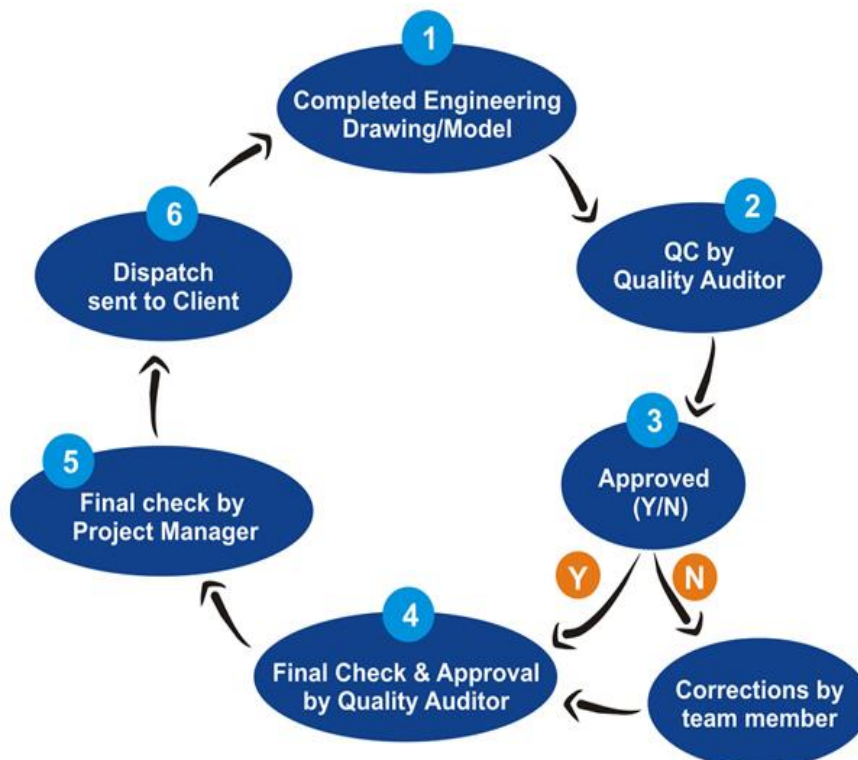 1
Completed Engineering
Drawing/Model
2
QC by
Quality Auditor
3
Approved
(Y/N)
Y
N
Corrections by
team member
4
Final Check & Approval
by Quality Auditor
5
Final check by
Project Manager
6
Dispatch
sent to Client